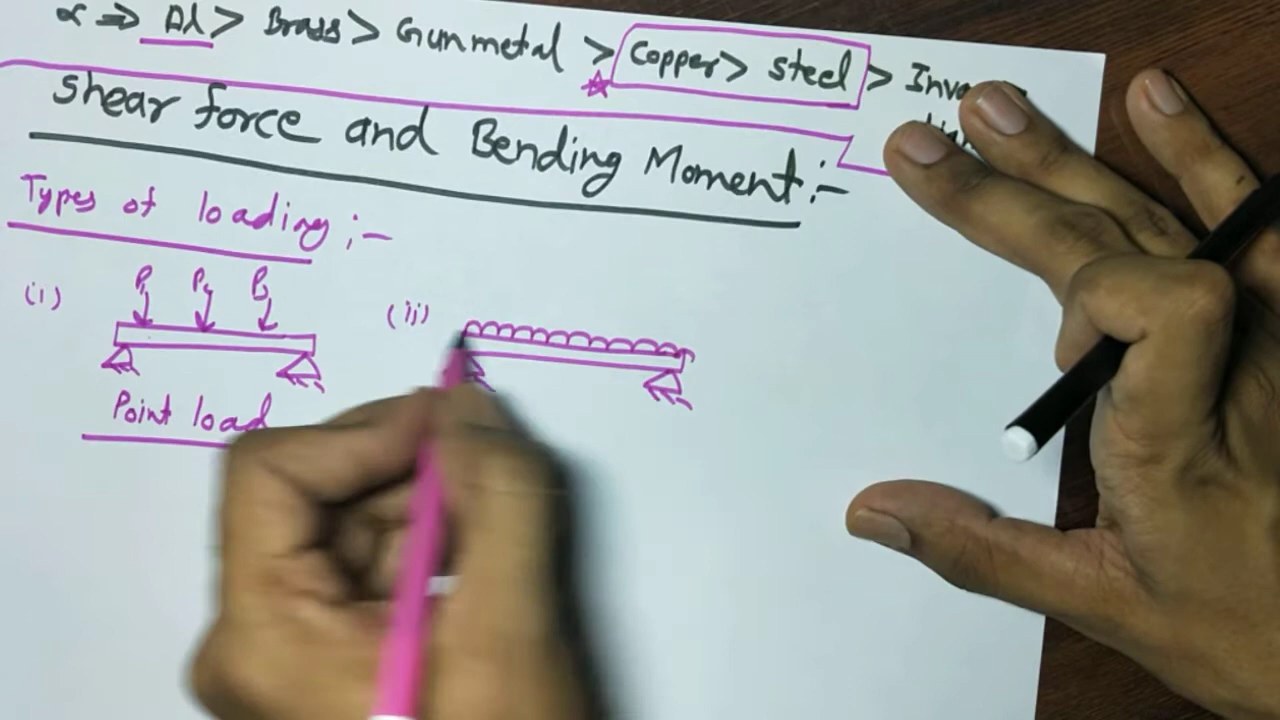 α ⇒ Al > Brass > Gunmetal > Copper > steel >
shear force and Bending Moment :-
Types of loading :-
(i) P₁ P₂ P₃ (ii)
Point load